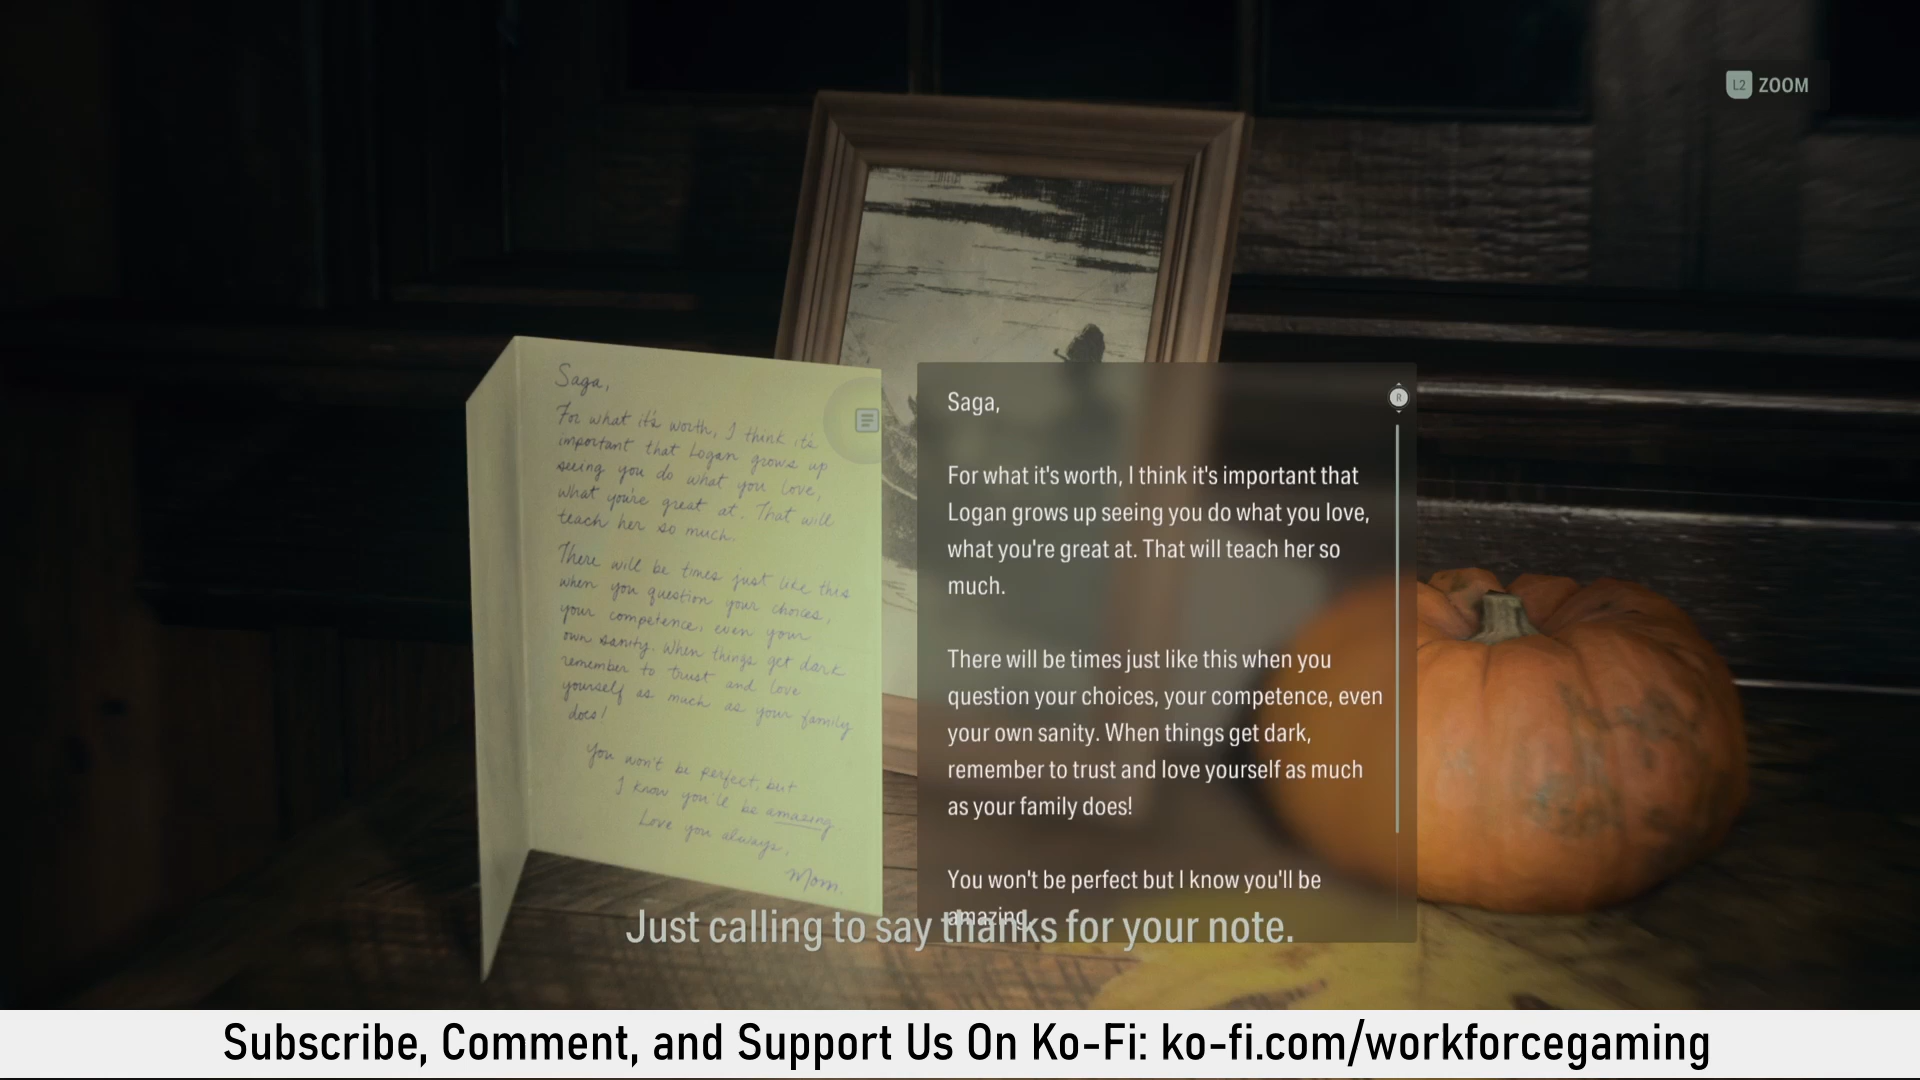 L2 ZOOM
Saga,
For what it's worth, I think it's
important that Logan grows up
seeing you do what you love,
what you're great at. That will
teach her so much.
There will be times just like this
when you question your choices,
your competence, even your
own sanity. When things get dark
remember to trust and love
yourself as much as your family
does!
You won't be perfect, but
I know you'll be amazing.
Love you always,
Mom.
R
Saga,
For what it's worth, I think it's important that
Logan grows up seeing you do what you love,
what you're great at. That will teach her so
much.
There will be times just like this when you
question your choices, your competence, even
your own sanity. When things get dark,
remember to trust and love yourself as much
as your family does!
You won't be perfect but I know you'll be
amazing.
Just calling to say thanks for your note.
Subscribe, Comment, and Support Us On Ko-Fi: ko-fi.com/workforcegaming